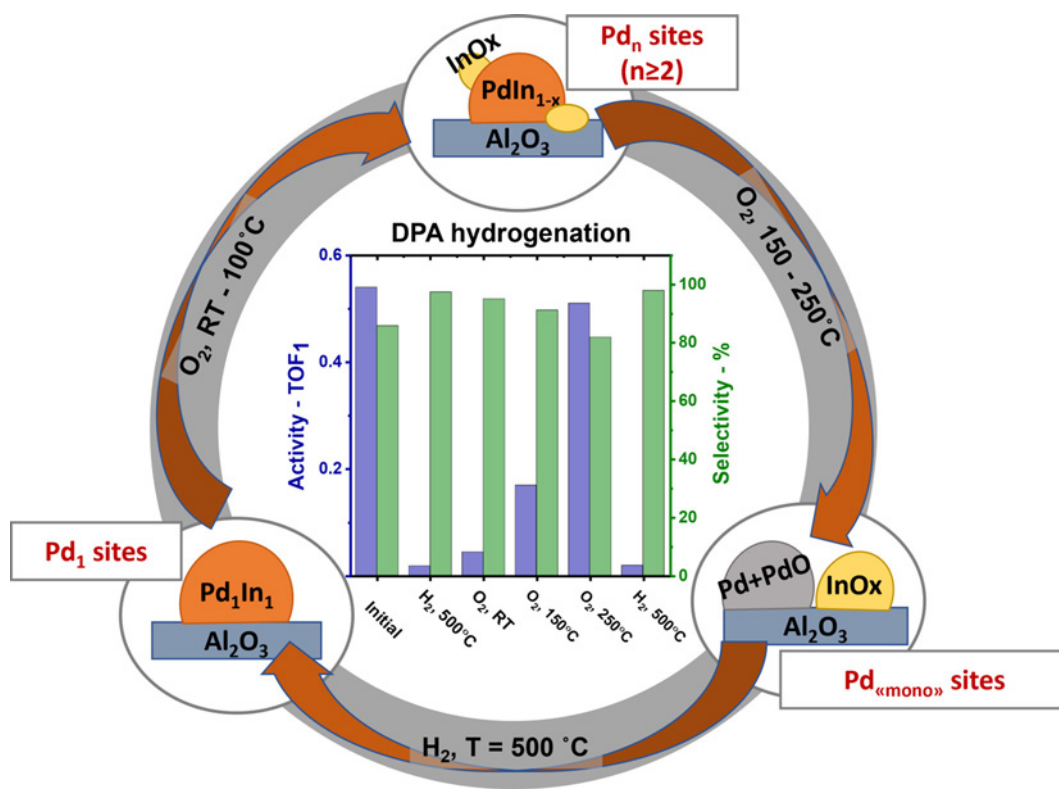 InOx
PdIn₁₋ₓ
Al₂O₃
Pdₙ sites
(n≥2)
O₂, RT - 100˚C
O₂, 150 - 250˚C
DPA hydrogenation
0.6
0.4
0.2
Activity - TOF₁
100
80
60
40
20
0
Selectivity - %
Initial
H₂, 500°C
O₂, RT
O₂, 150°C
O₂, 250°C
H₂, 500°C
Pd₁ sites
Pd₁In₁
Al₂O₃
Pd+PdO
InOx
Al₂O₃
Pd«mono» sites
H₂, T = 500 ˚C